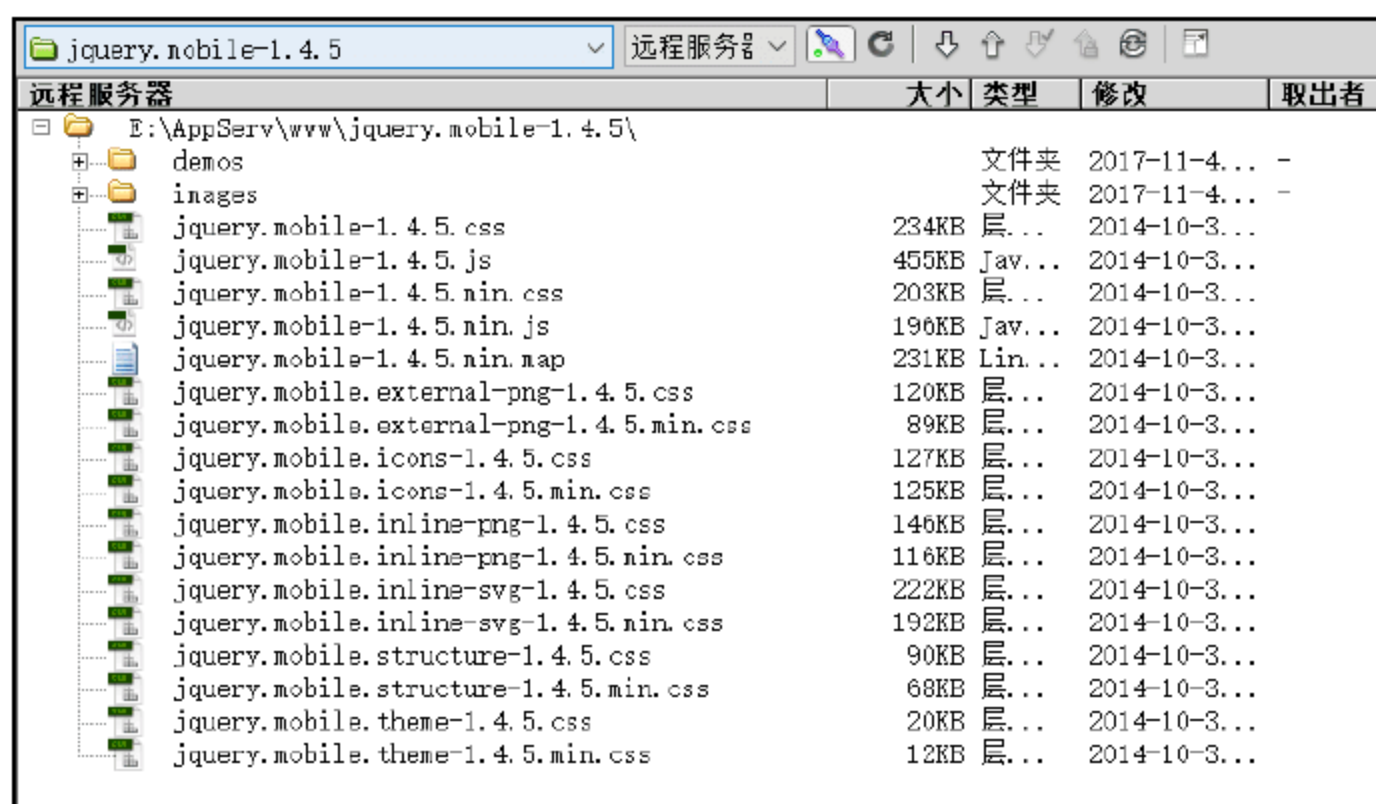 jquery.mobile-1.4.5 远程服务器
远程服务器 大小 类型 修改 取出者
E:\AppServ\www\jquery.mobile-1.4.5\
demos 文件夹 2017-11-4... -
images 文件夹 2017-11-4... -
jquery.mobile-1.4.5.css 234KB 层... 2014-10-3...
jquery.mobile-1.4.5.js 455KB Jav... 2014-10-3...
jquery.mobile-1.4.5.min.css 203KB 层... 2014-10-3...
jquery.mobile-1.4.5.min.js 196KB Jav... 2014-10-3...
jquery.mobile-1.4.5.min.map 231KB Lin... 2014-10-3...
jquery.mobile.external-png-1.4.5.css 120KB 层... 2014-10-3...
jquery.mobile.external-png-1.4.5.min.css 89KB 层... 2014-10-3...
jquery.mobile.icons-1.4.5.css 127KB 层... 2014-10-3...
jquery.mobile.icons-1.4.5.min.css 125KB 层... 2014-10-3...
jquery.mobile.inline-png-1.4.5.css 146KB 层... 2014-10-3...
jquery.mobile.inline-png-1.4.5.min.css 116KB 层... 2014-10-3...
jquery.mobile.inline-svg-1.4.5.css 222KB 层... 2014-10-3...
jquery.mobile.inline-svg-1.4.5.min.css 192KB 层... 2014-10-3...
jquery.mobile.structure-1.4.5.css 90KB 层... 2014-10-3...
jquery.mobile.structure-1.4.5.min.css 68KB 层... 2014-10-3...
jquery.mobile.theme-1.4.5.css 20KB 层... 2014-10-3...
jquery.mobile.theme-1.4.5.min.css 12KB 层... 2014-10-3...